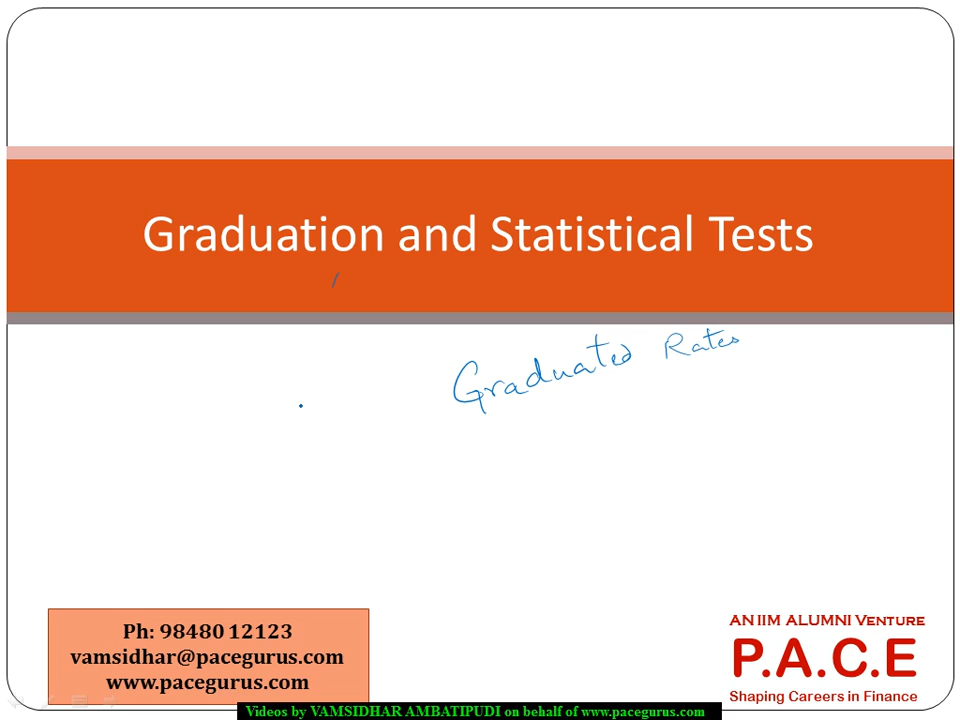 Graduation and Statistical Tests
Graduated Rates
Ph: 98480 12123
vamsidhar@pacegurus.com
www.pacegurus.com
AN IIM ALUMNI VENTURE
P.A.C.E
Shaping Careers in Finance
Videos by VAMSIDHAR AMBATIPUDI on behalf of www.pacegurus.com